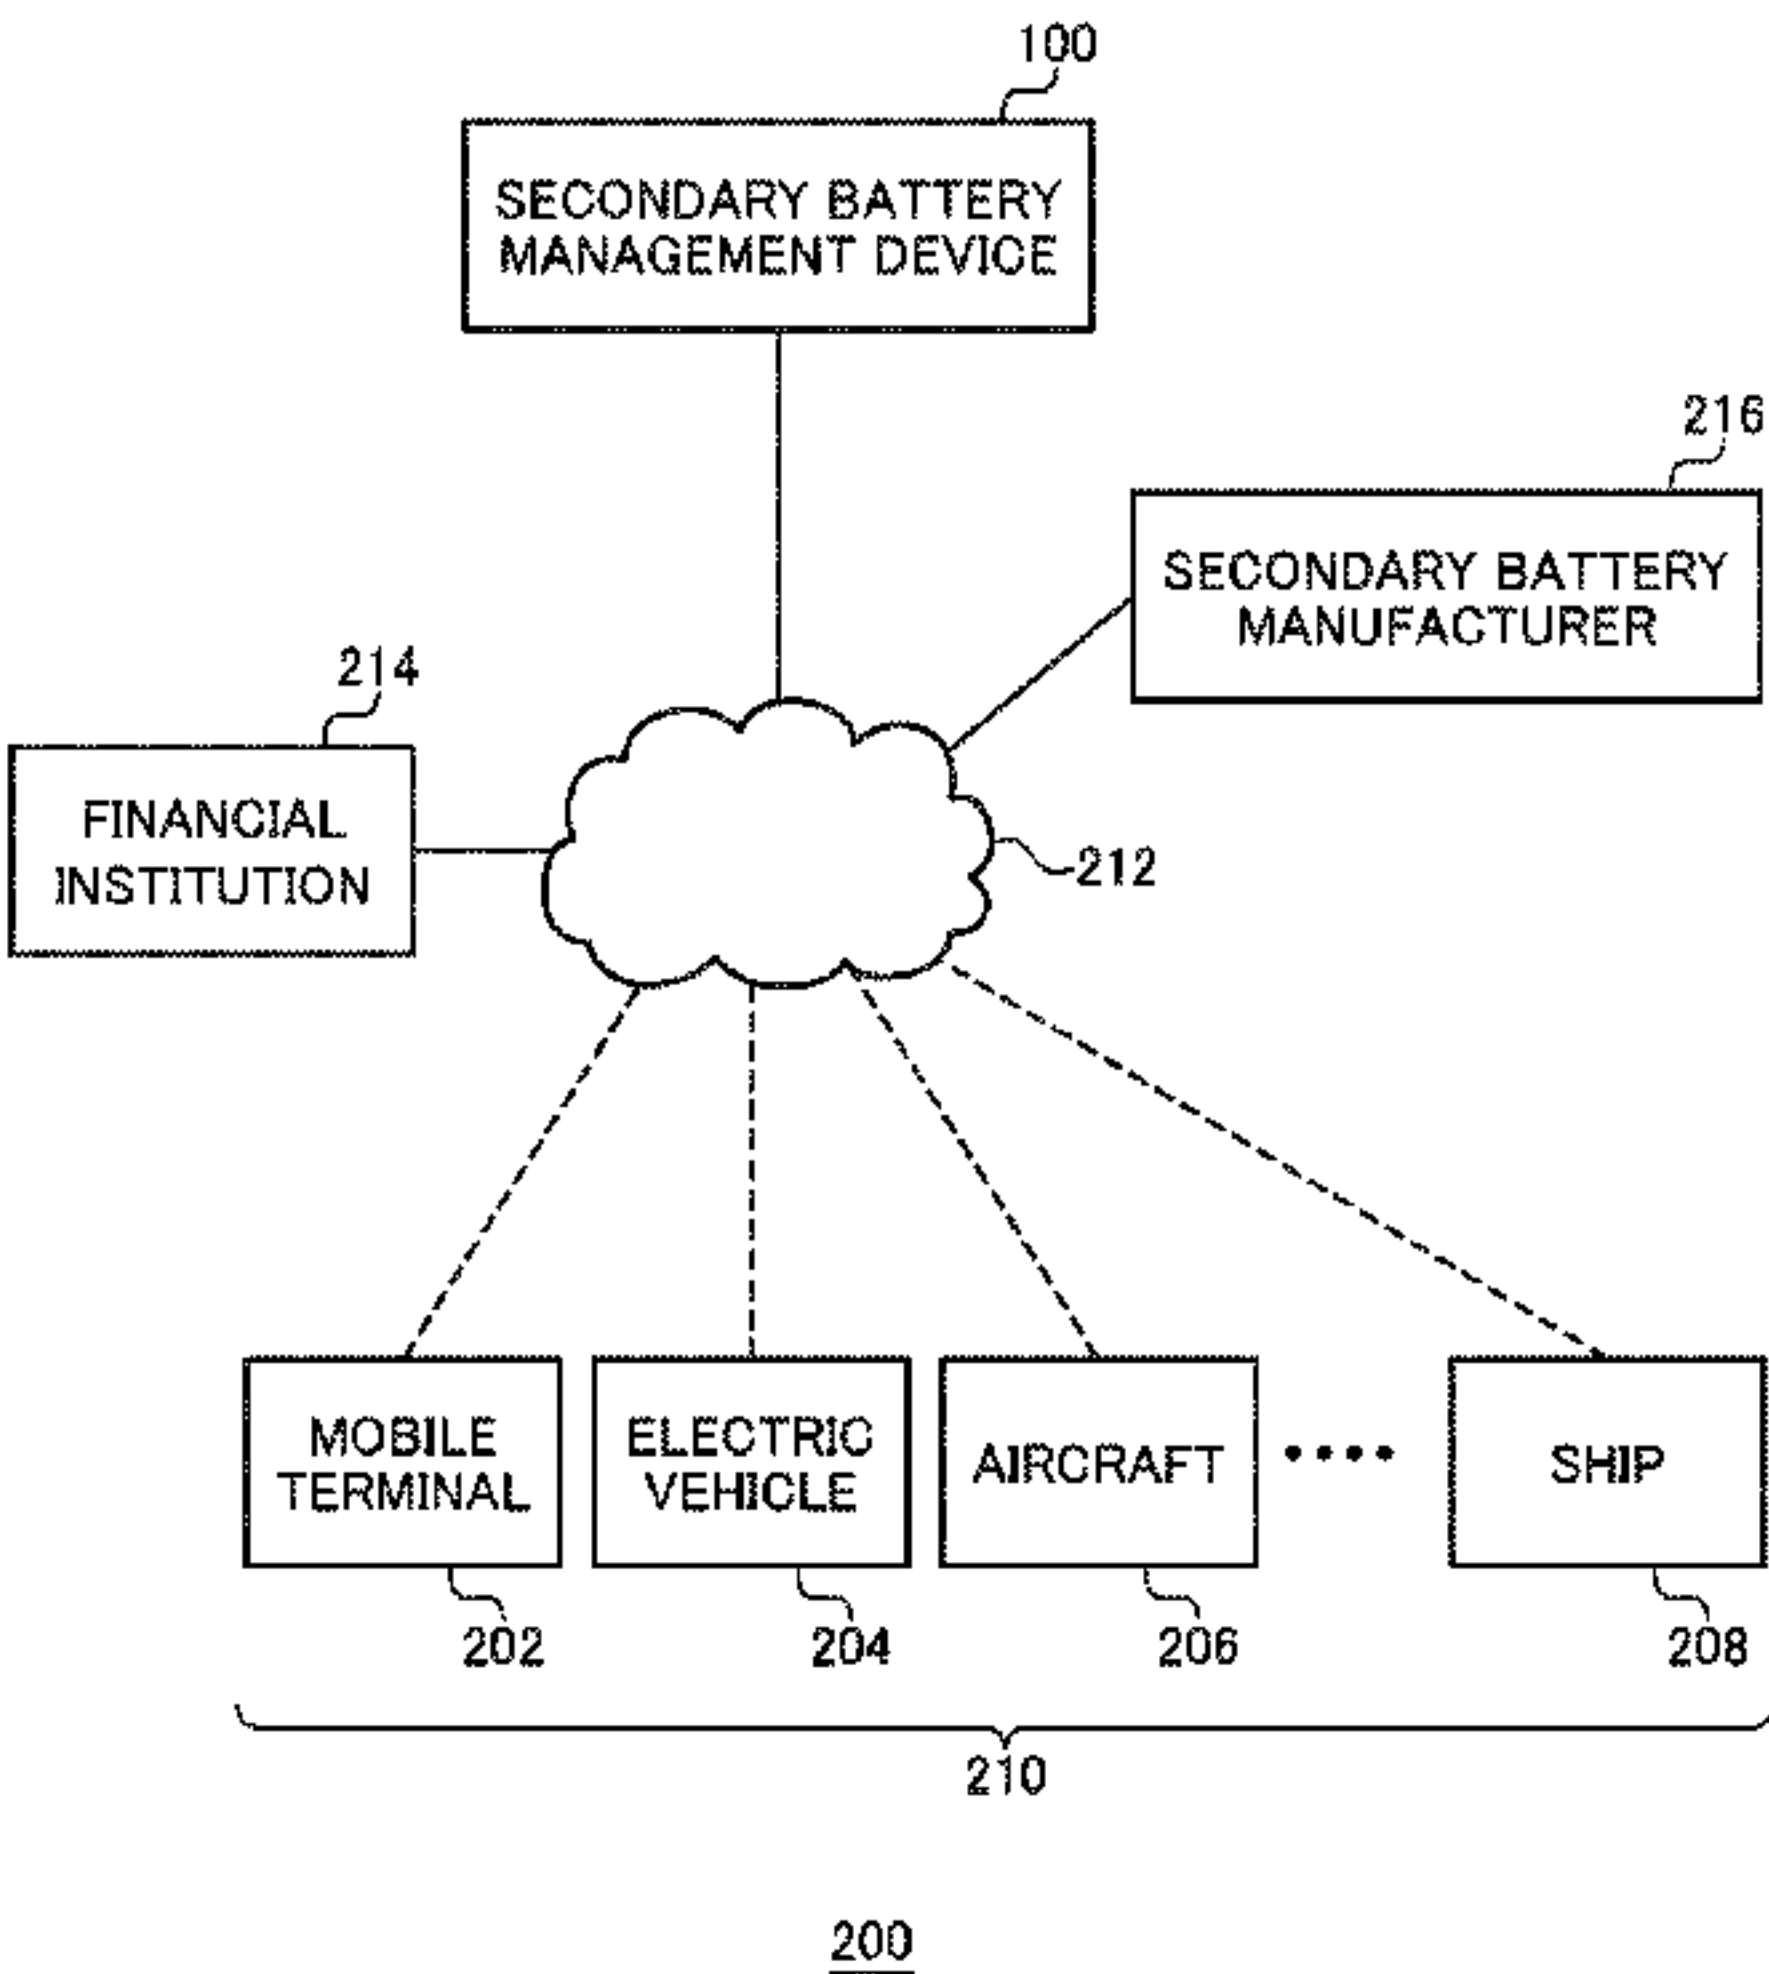 100
SECONDARY BATTERY
MANAGEMENT DEVICE
216
SECONDARY BATTERY
MANUFACTURER
214
FINANCIAL
INSTITUTION
212
MOBILE
TERMINAL
ELECTRIC
VEHICLE
AIRCRAFT
SHIP
202
204
206
208
210
200